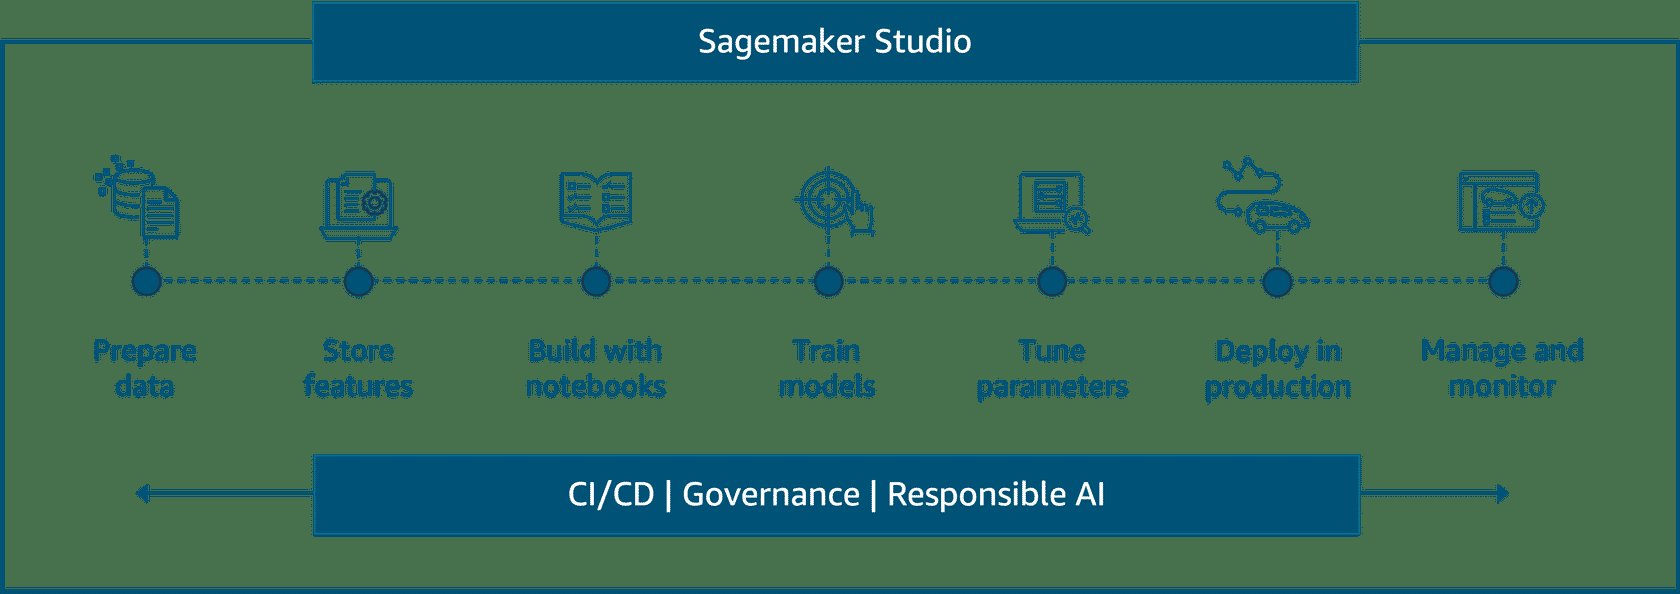 Sagemaker Studio
Prepare
data
Store
features
Build with
notebooks
Train
models
Tune
parameters
Deploy in
production
Manage and
monitor
CI/CD | Governance | Responsible AI